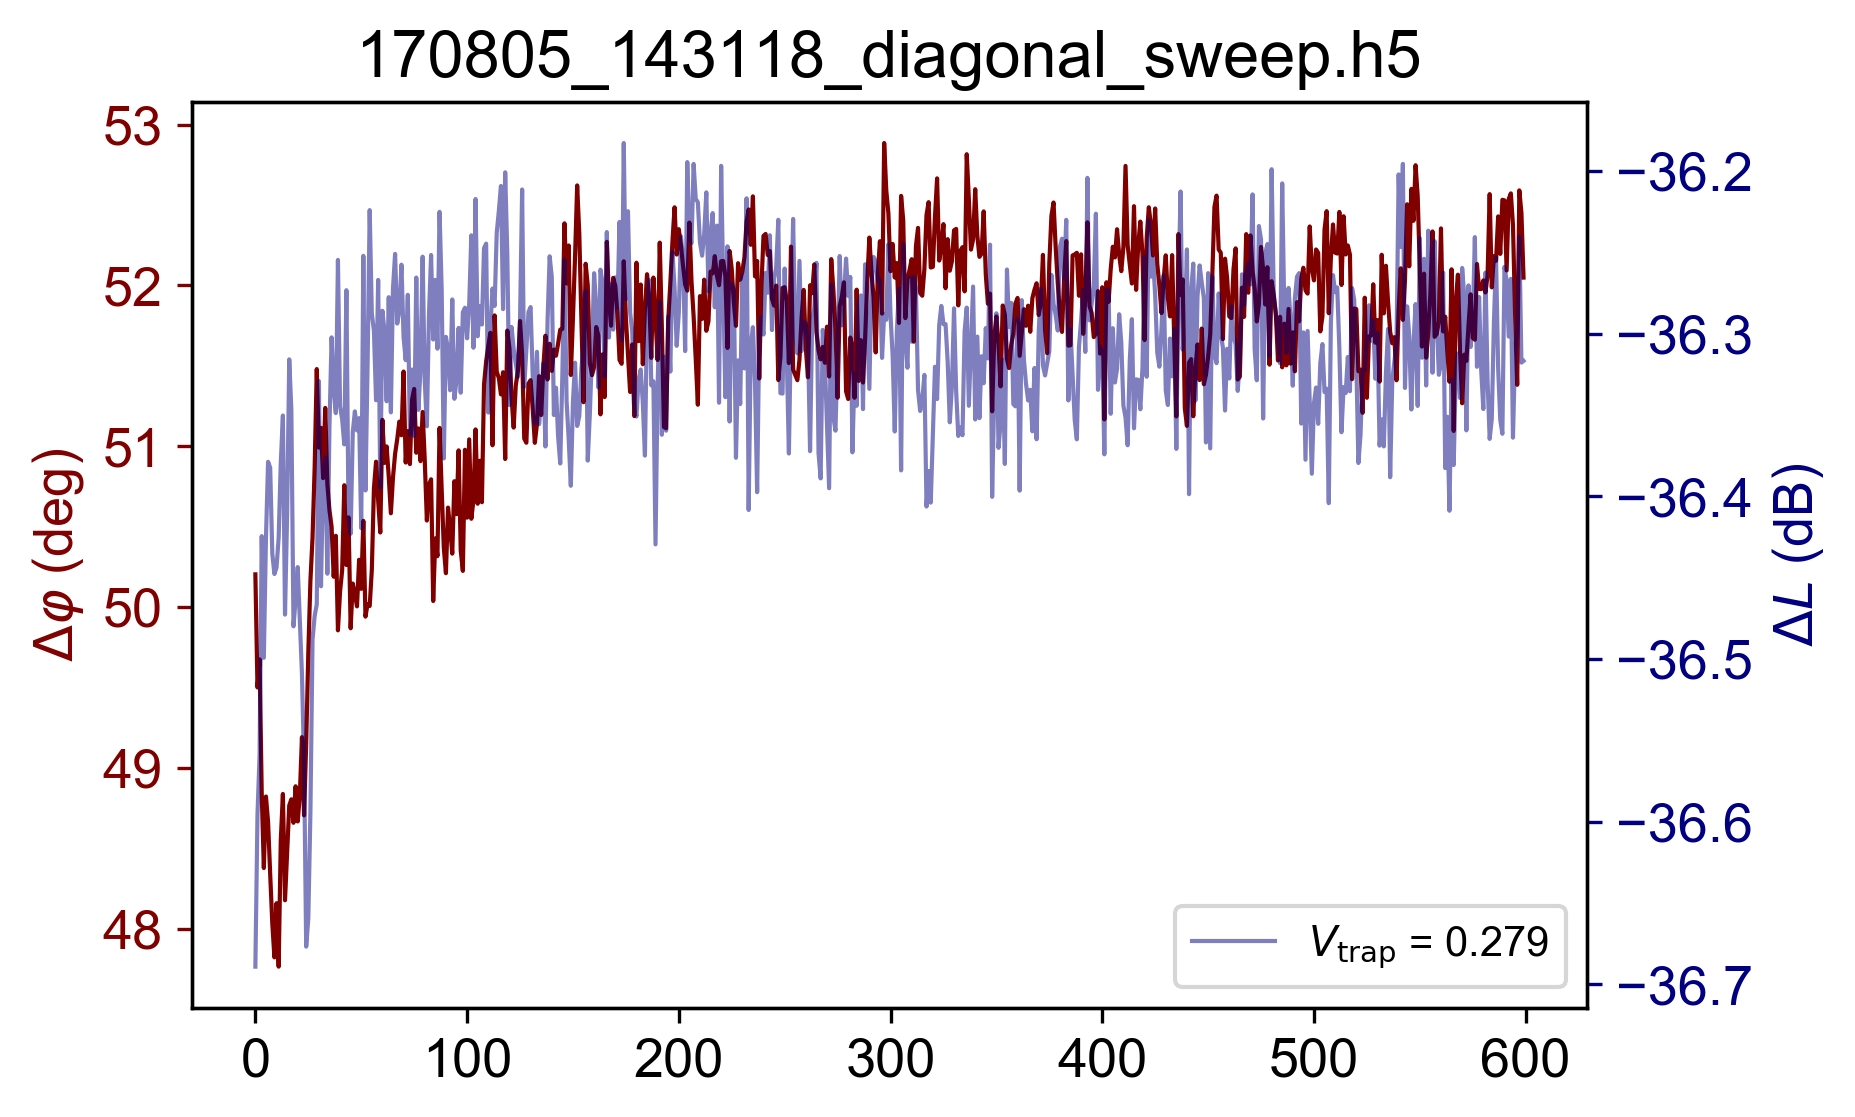 170805_143118_diagonal_sweep.h5
53
52
51
50
49
48
Δφ (deg)
−36.2
−36.3
−36.4
−36.5
−36.6
−36.7
ΔL (dB)
V_trap = 0.279
0 100 200 300 400 500 600